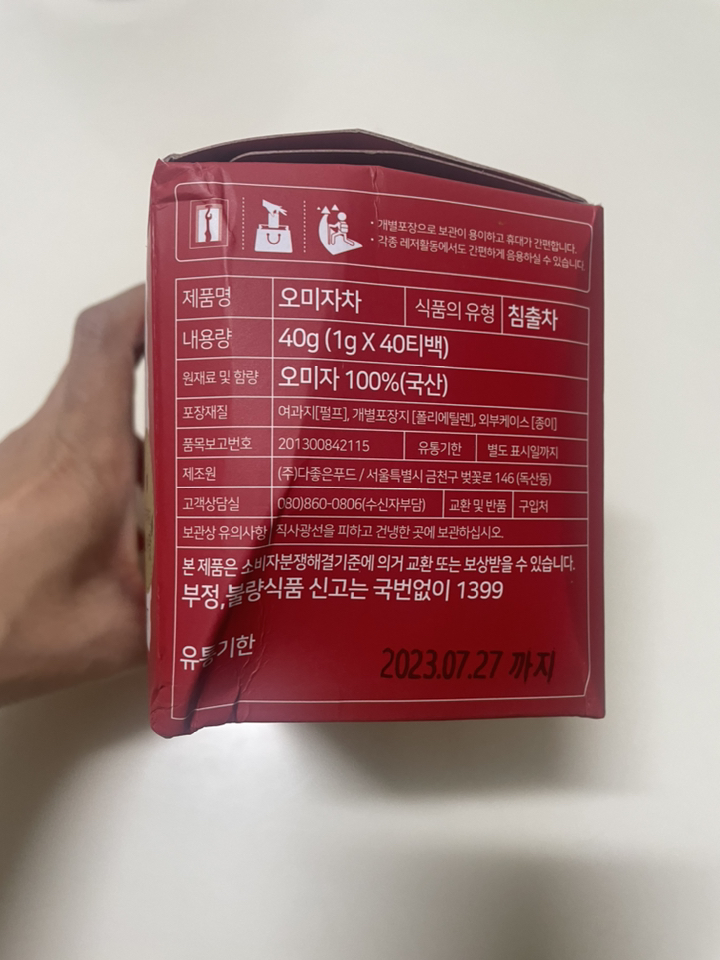 · 개별포장으로 보관이 용이하고 휴대가 간편합니다.
· 각종 레저활동에서도 간편하게 음용하실 수 있습니다.
제품명 오미자차 식품의 유형 침출차
내용량 40g (1g X 40티백)
원재료 및 함량 오미자 100%(국산)
포장재질 여과지[펄프], 개별포장지 [폴리에틸렌], 외부케이스 [종이]
품목보고번호 201300842115 유통기한 별도 표시일까지
제조원 (주)다좋은푸드 / 서울특별시 금천구 벚꽃로 146 (독산동)
고객상담실 080)860-0806(수신자부담) 교환 및 반품 구입처
보관상 유의사항 직사광선을 피하고 건냉한 곳에 보관하십시오.
본 제품은 소비자분쟁해결기준에 의거 교환 또는 보상받을 수 있습니다.
부정,불량식품 신고는 국번없이 1399
유통기한 2023.07.27 까지